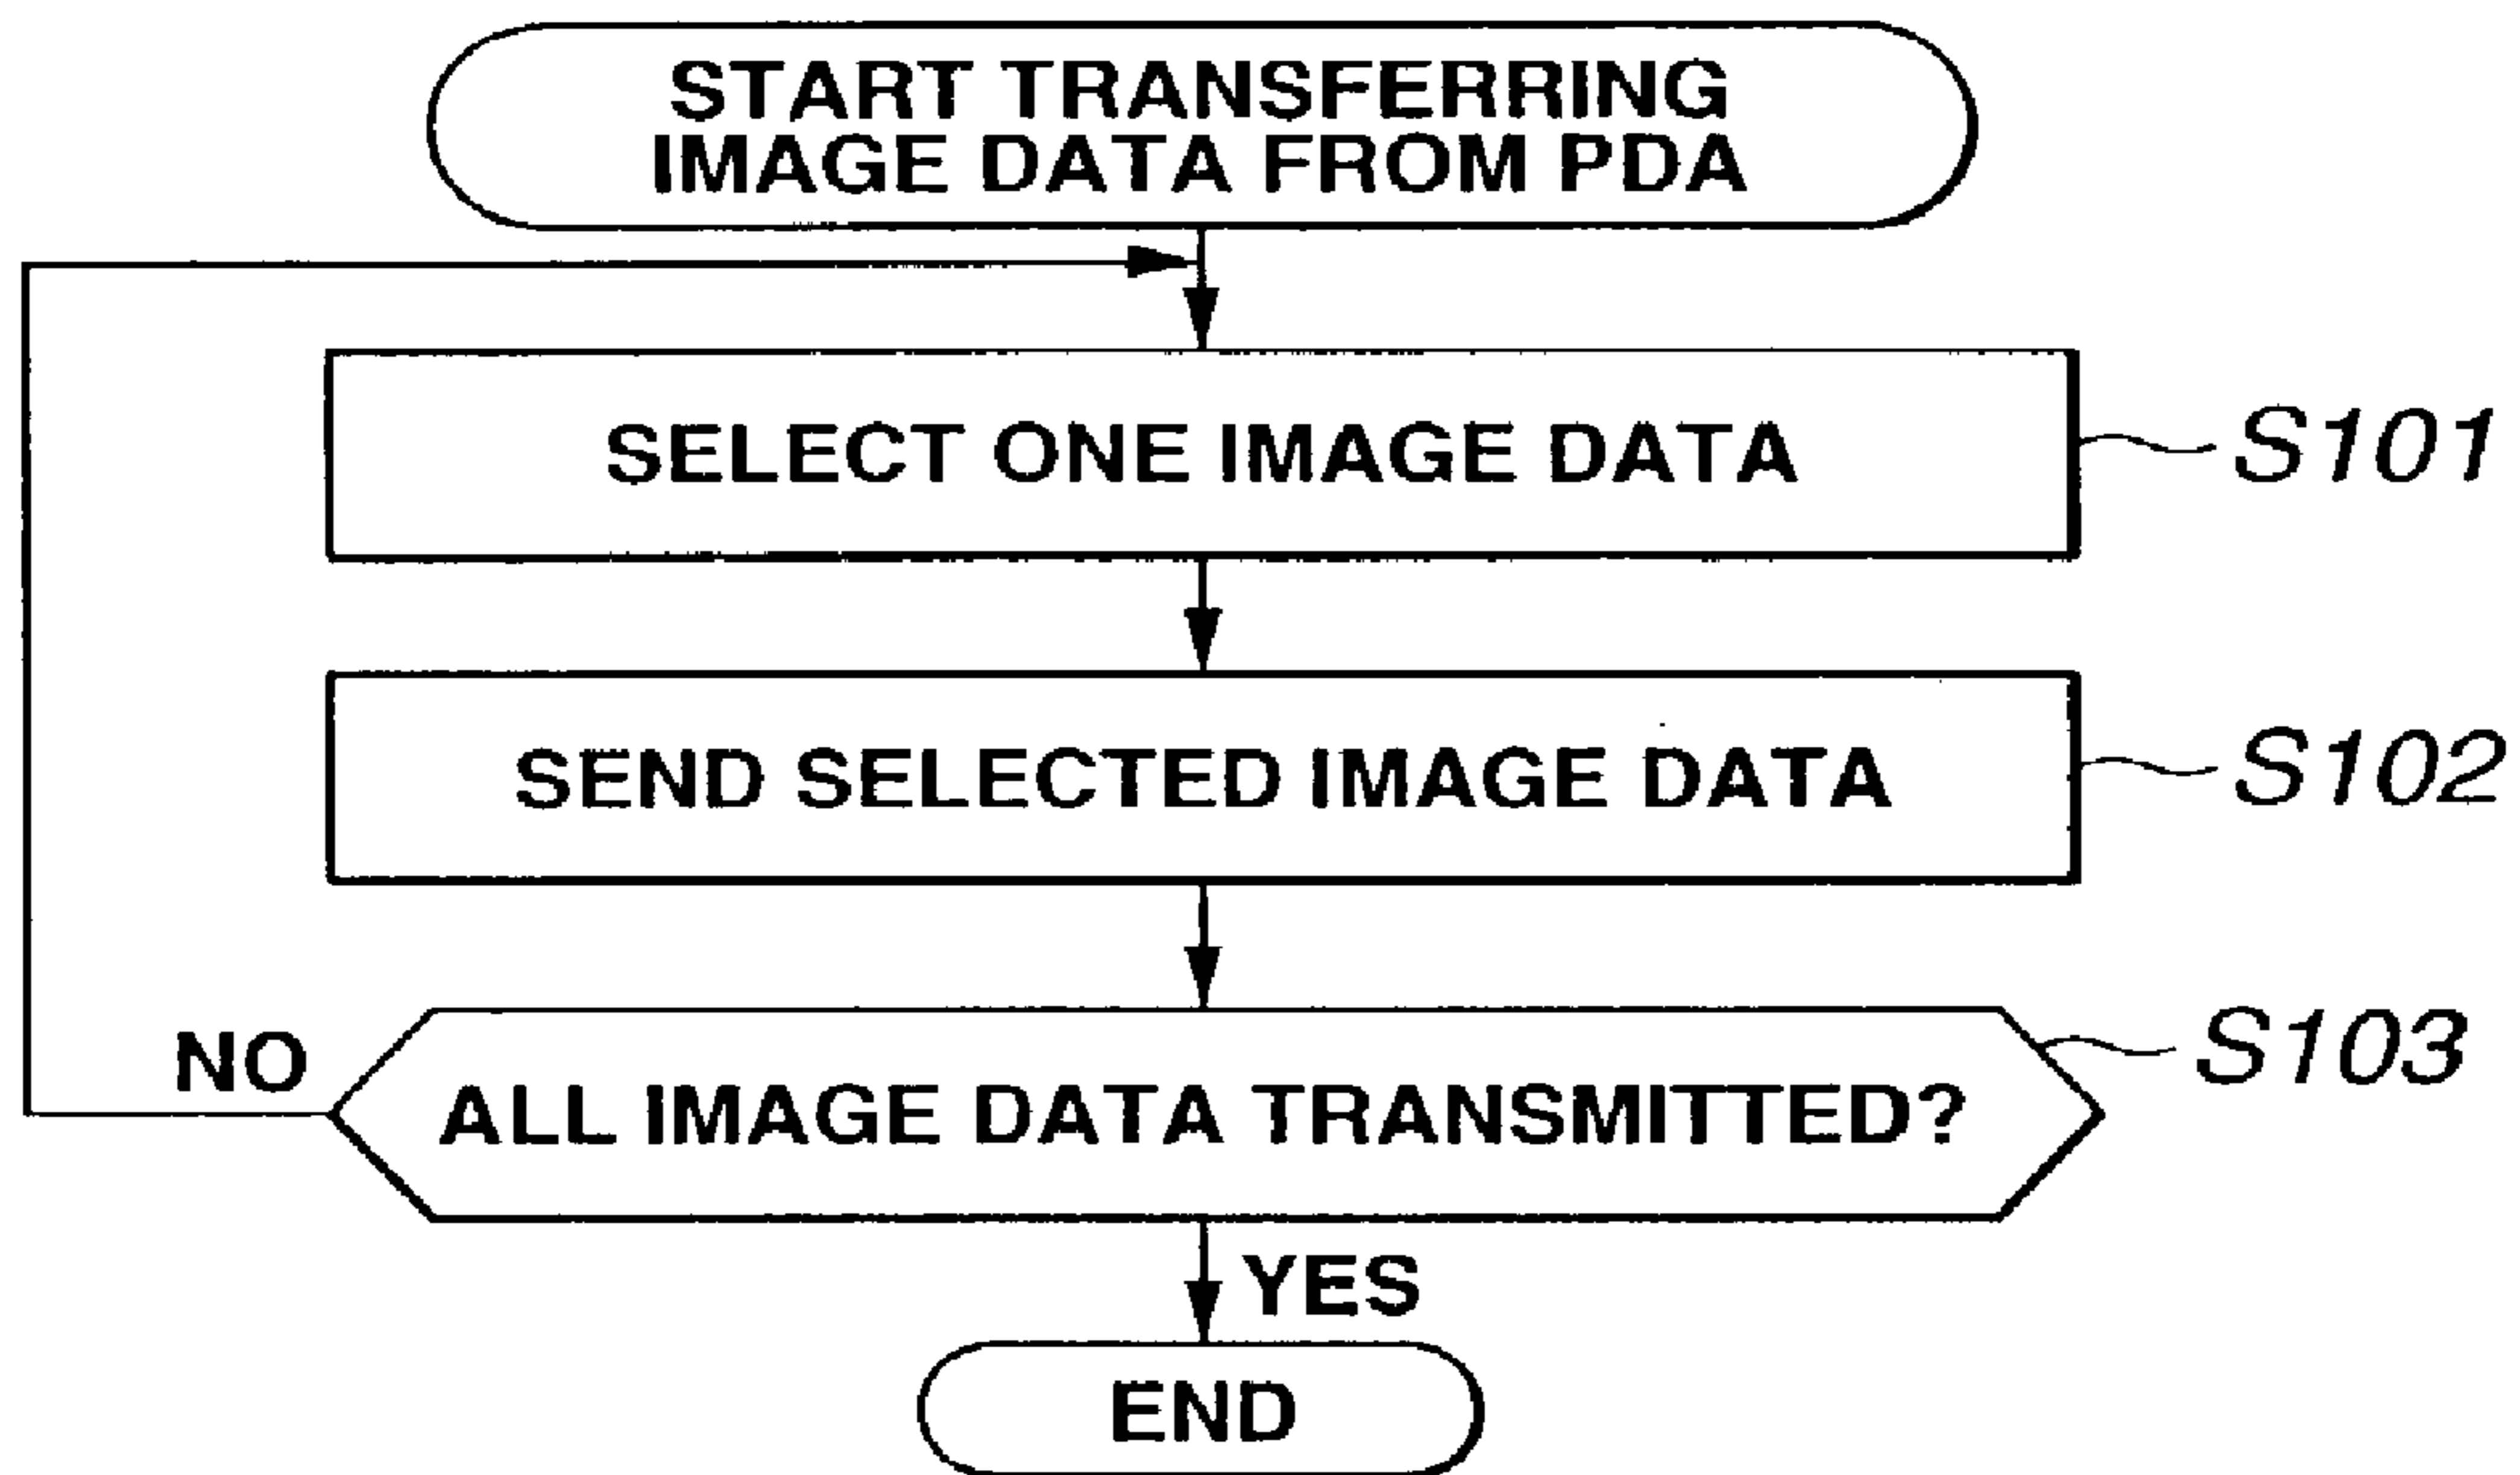 START TRANSFERRING
IMAGE DATA FROM PDA
SELECT ONE IMAGE DATA
S101
SEND SELECTED IMAGE DATA
S102
S103
NO
ALL IMAGE DATA TRANSMITTED?
YES
END